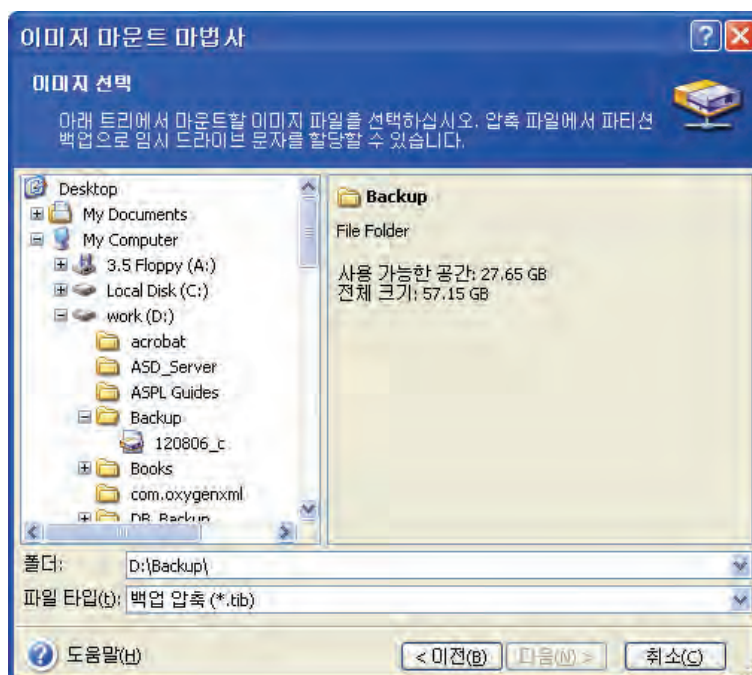 이미지 마운트 마법사
이미지 선택
아래 트리에서 마운트할 이미지 파일을 선택하십시오. 압축 파일에서 파티션
백업으로 임시 드라이브 문자를 할당할 수 있습니다.
Desktop
My Documents
My Computer
3.5 Floppy (A:)
Local Disk (C:)
work (D:)
acrobat
ASD_Server
ASPL Guides
Backup
120806_c
Books
com.oxygenxml
DB_Backup
Backup
File Folder
사용 가능한 공간: 27.65 GB
전체 크기: 57.15 GB
폴더: D:\Backup\
파일 타입(t): 백업 압축 (*.tib)
도움말(H) < 이전(B) 다음(N) > 취소(C)